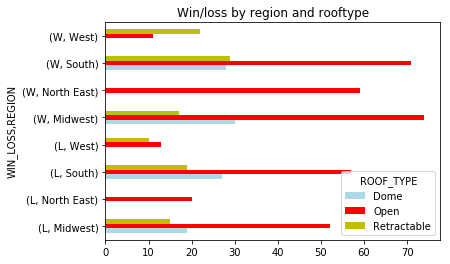 Win/loss by region and rooftype
WIN_LOSS,REGION
(W, West)
(W, South)
(W, North East)
(W, Midwest)
(L, West)
(L, South)
(L, North East)
(L, Midwest)
ROOF_TYPE
Dome
Open
Retractable
0 10 20 30 40 50 60 70